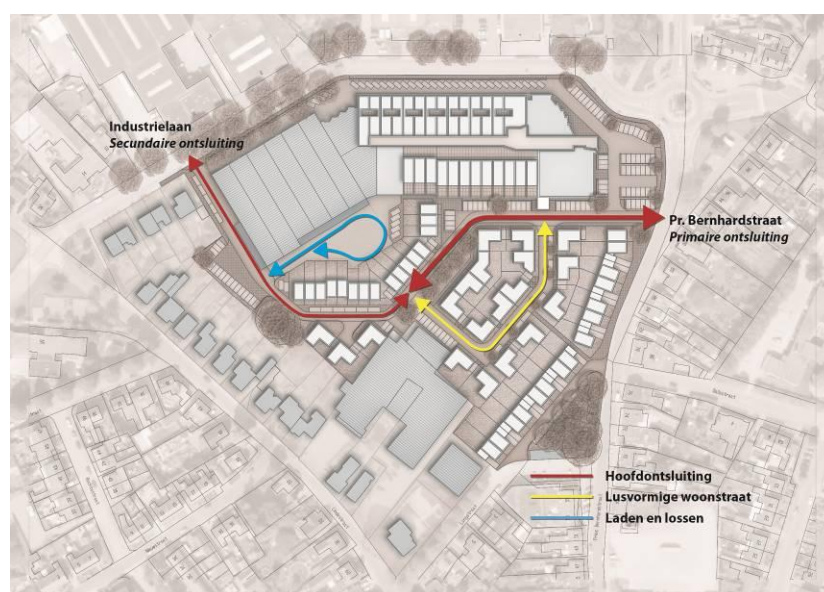 Industrielaan
Secundaire ontsluiting
Pr. Bernhardstraat
Primaire ontsluiting
Hoofdontsluiting
Lusvormige woonstraat
Laden en lossen